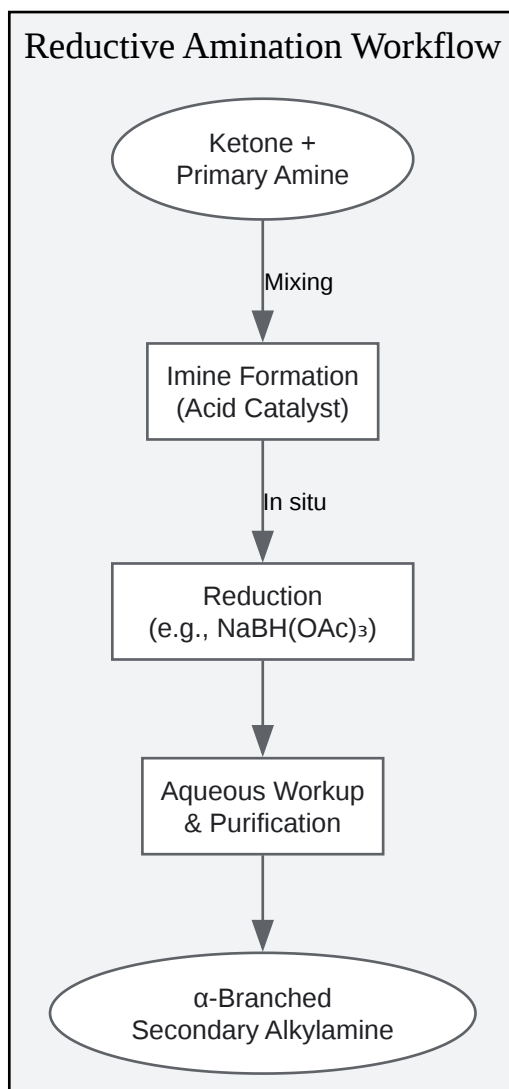 Reductive Amination Workflow
Ketone +
Primary Amine
Mixing
Imine Formation
(Acid Catalyst)
In situ
Reduction
(e.g., NaBH(OAc)₃)
Aqueous Workup
& Purification
α-Branched
Secondary Alkylamine